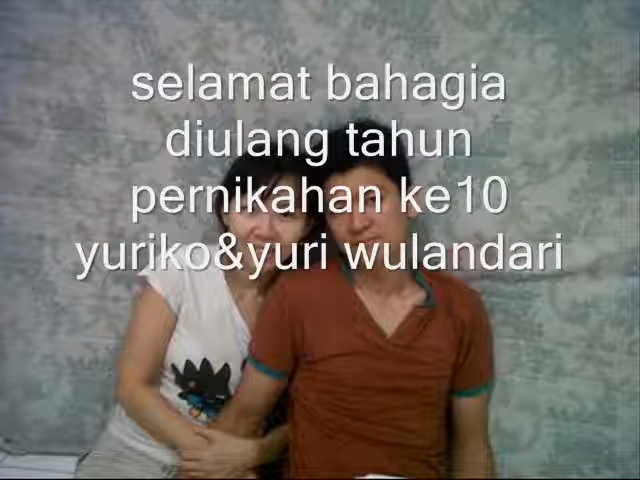 selamat bahagia
diulang tahun
pernikahan ke10
yuriko&yuri wulandari